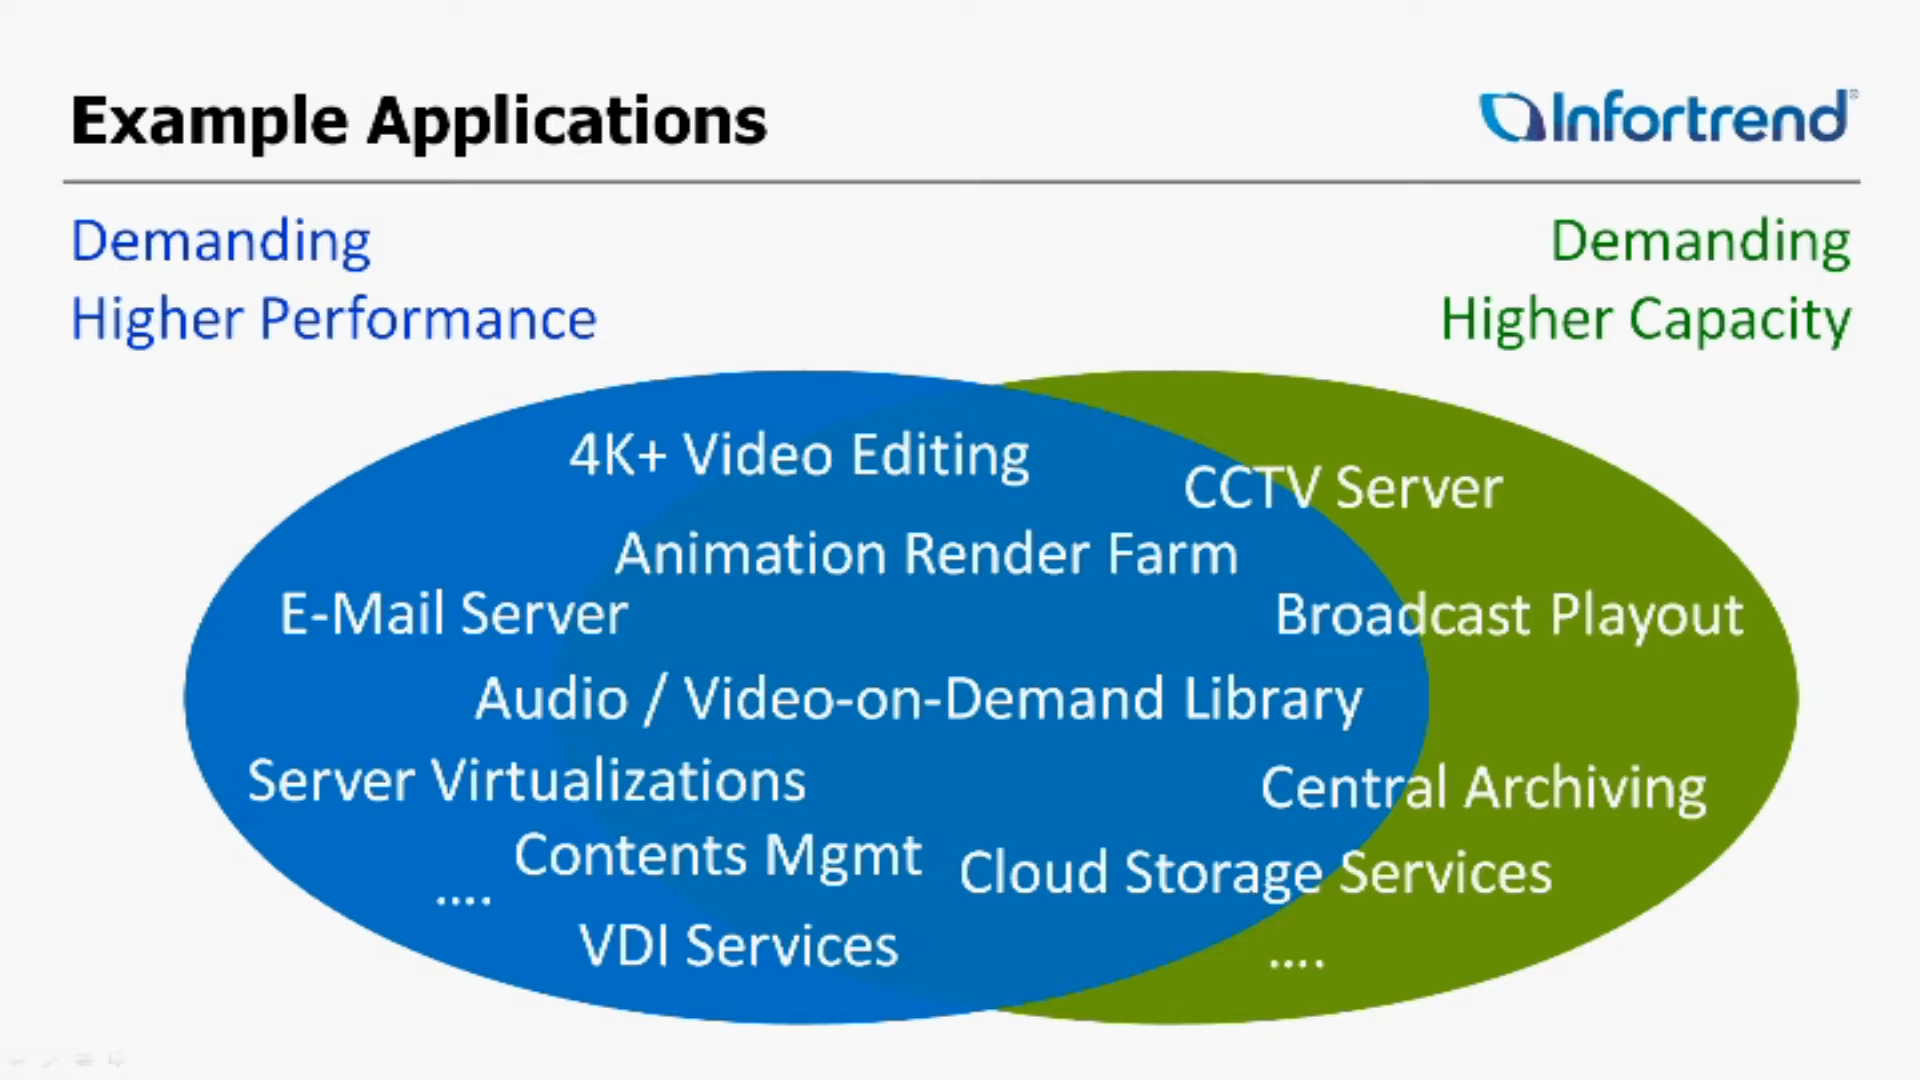 Example Applications
Infortrend®
Demanding
Higher Performance
Demanding
Higher Capacity
4K+ Video Editing
CCTV Server
Animation Render Farm
E-Mail Server
Broadcast Playout
Audio / Video-on-Demand Library
Server Virtualizations
Central Archiving
Contents Mgmt
Cloud Storage Services
....
VDI Services
....